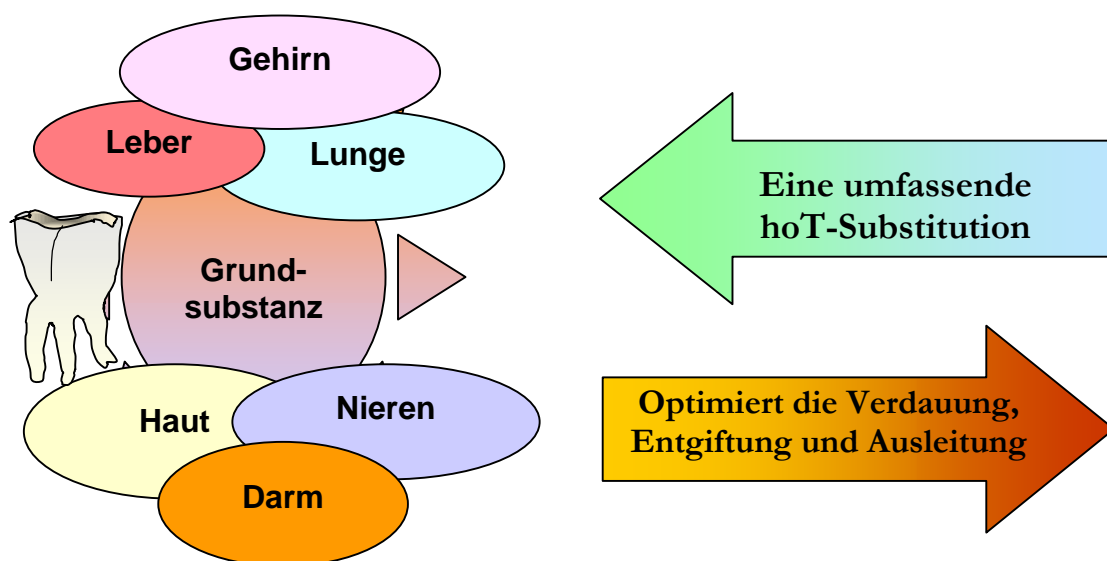 Gehirn
Leber
Lunge
Grund-
substanz
Haut
Nieren
Darm
Eine umfassende
hoT-Substitution
Optimiert die Verdauung,
Entgiftung und Ausleitung